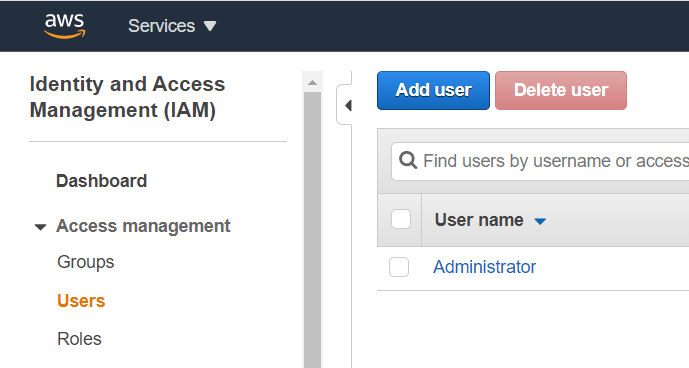 aws
Services
Identity and Access
Management (IAM)
Dashboard
Access management
Groups
Users
Roles
Add user
Delete user
Find users by username or access
User name
Administrator